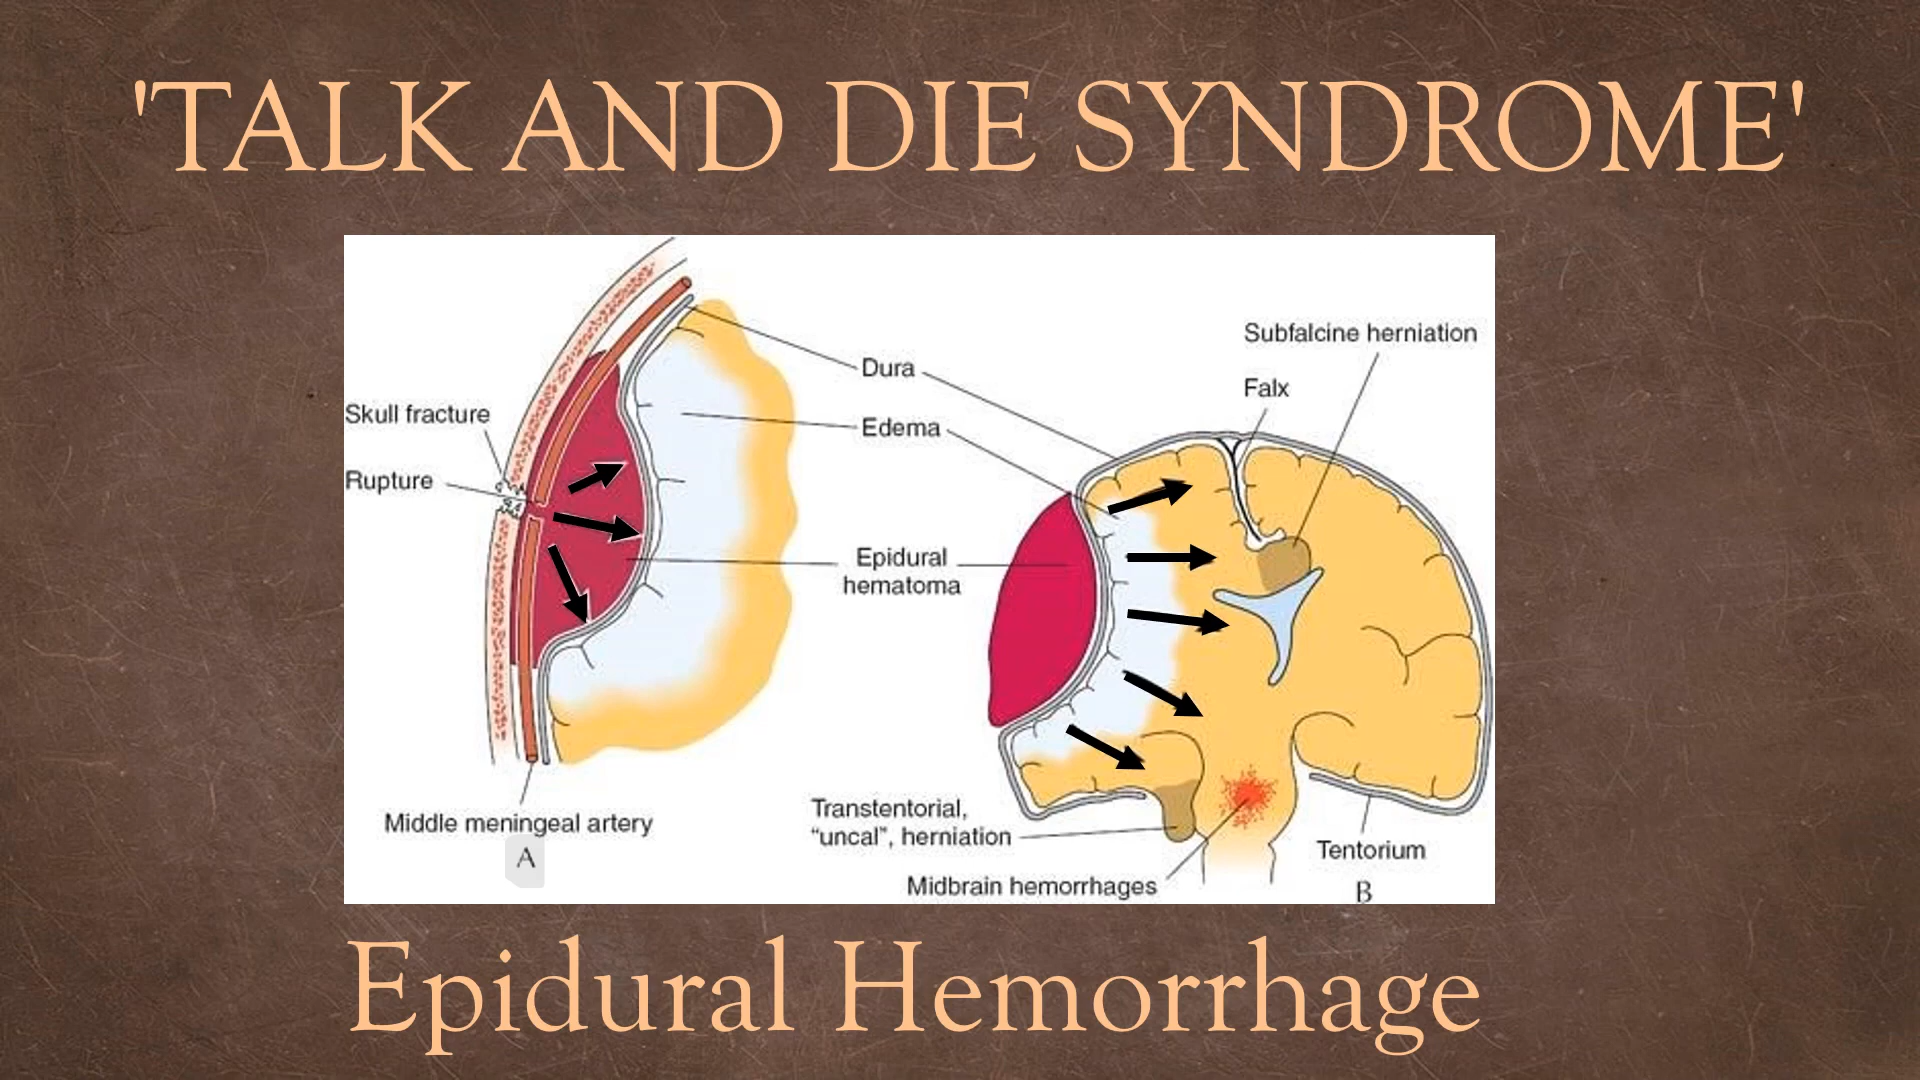 'TALK AND DIE SYNDROME'
Subfalcine herniation
Dura
Falx
Skull fracture
Edema
Rupture
Epidural
hematoma
Transtentorial,
“uncal”, herniation
Middle meningeal artery
Tentorium
A
Midbrain hemorrhages
B
Epidural Hemorrhage